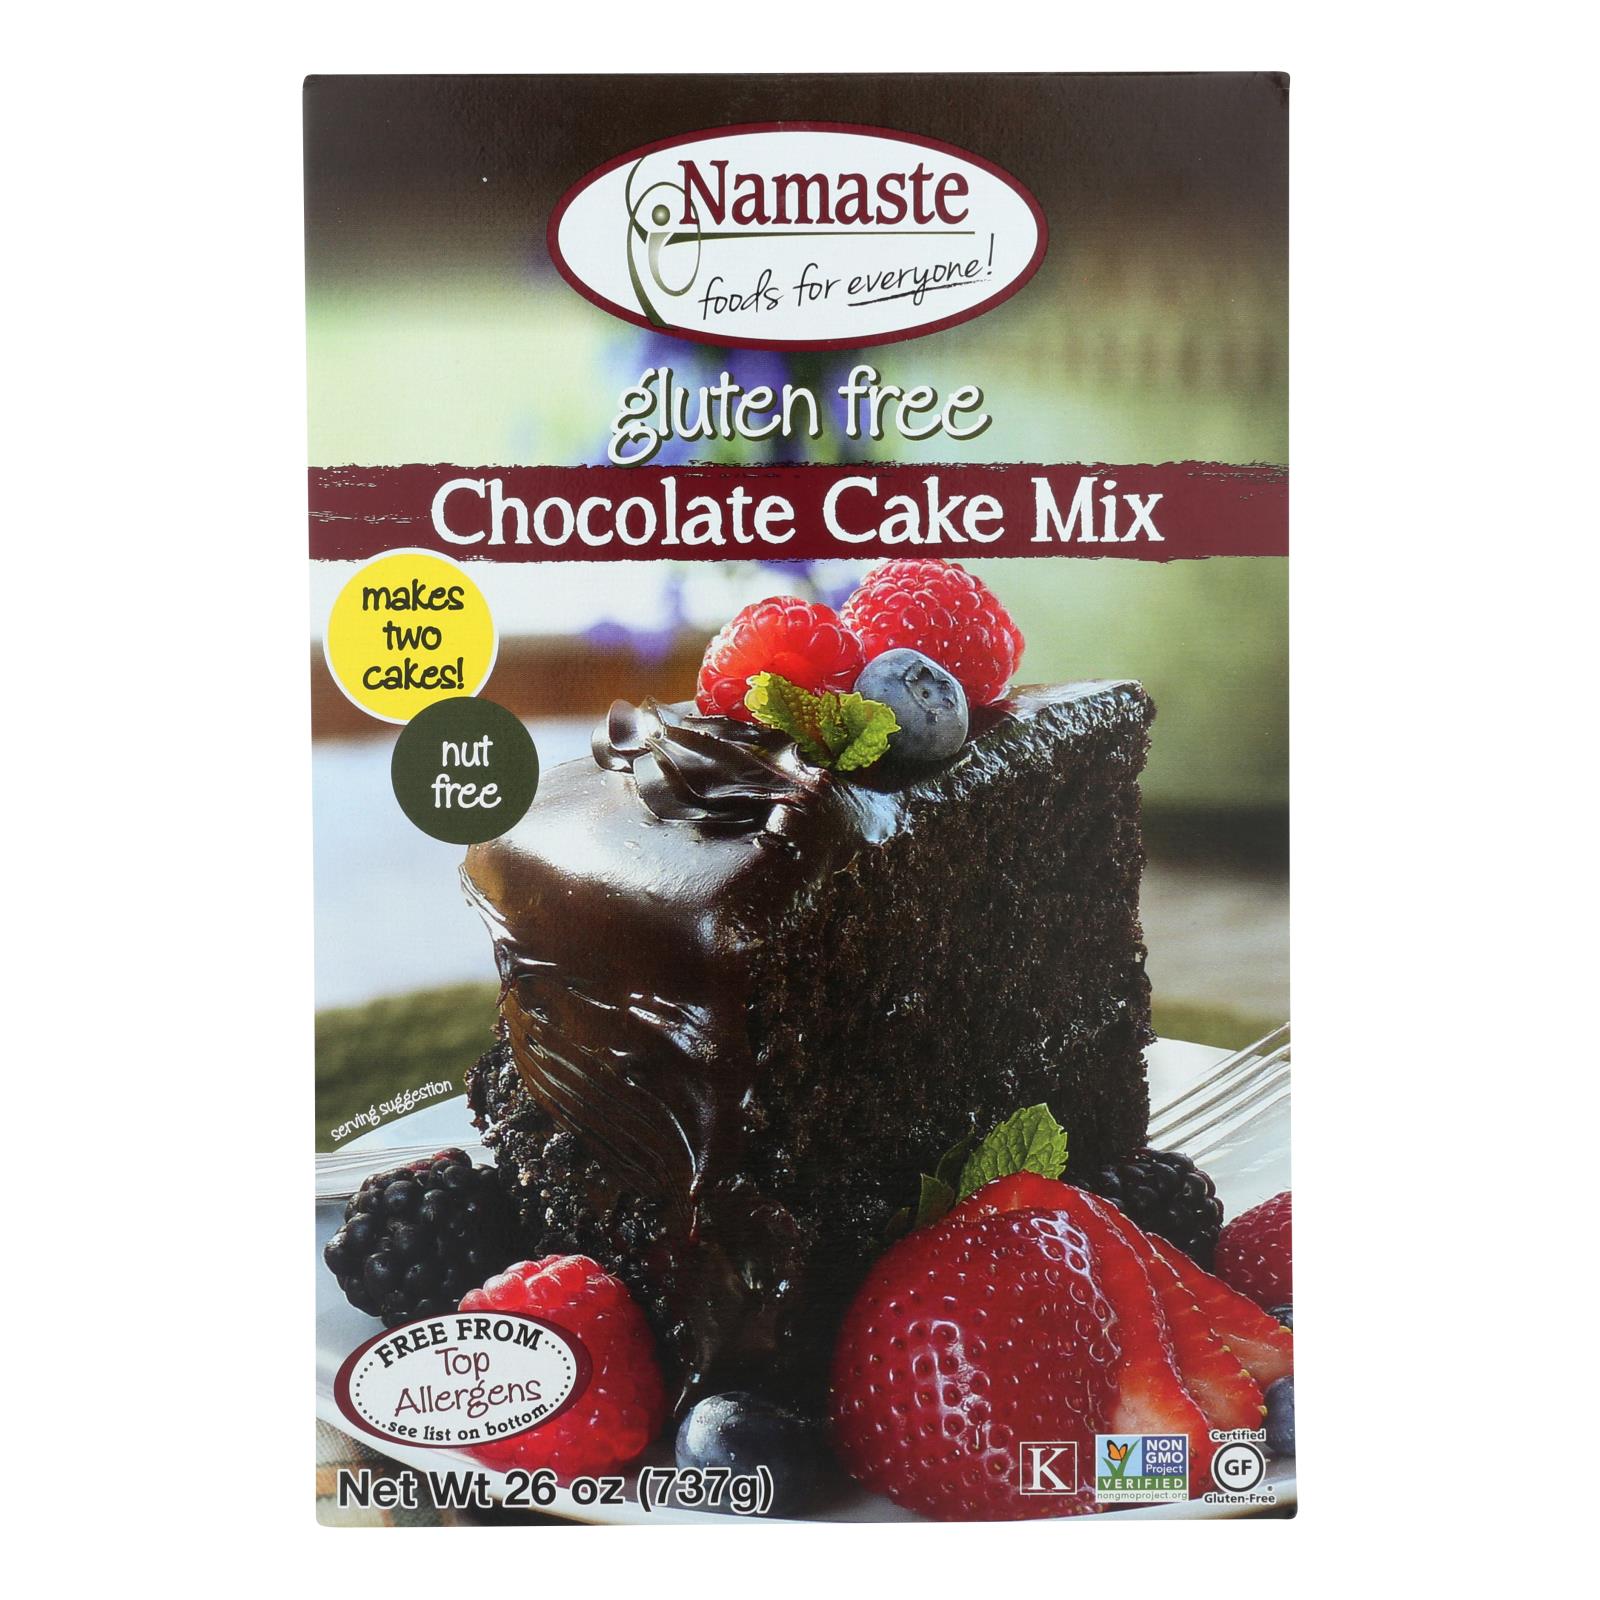 Namaste
foods for everyone!
gluten free
Chocolate Cake Mix
makes
two
cakes!
nut
free
serving suggestion
FREE FROM
Top
Allergens
...see list on bottom...
Net Wt 26 oz (737g)
K
NON
GMO
Project
VERIFIED
nongmoproject.org
Certified
GF
Gluten-Free